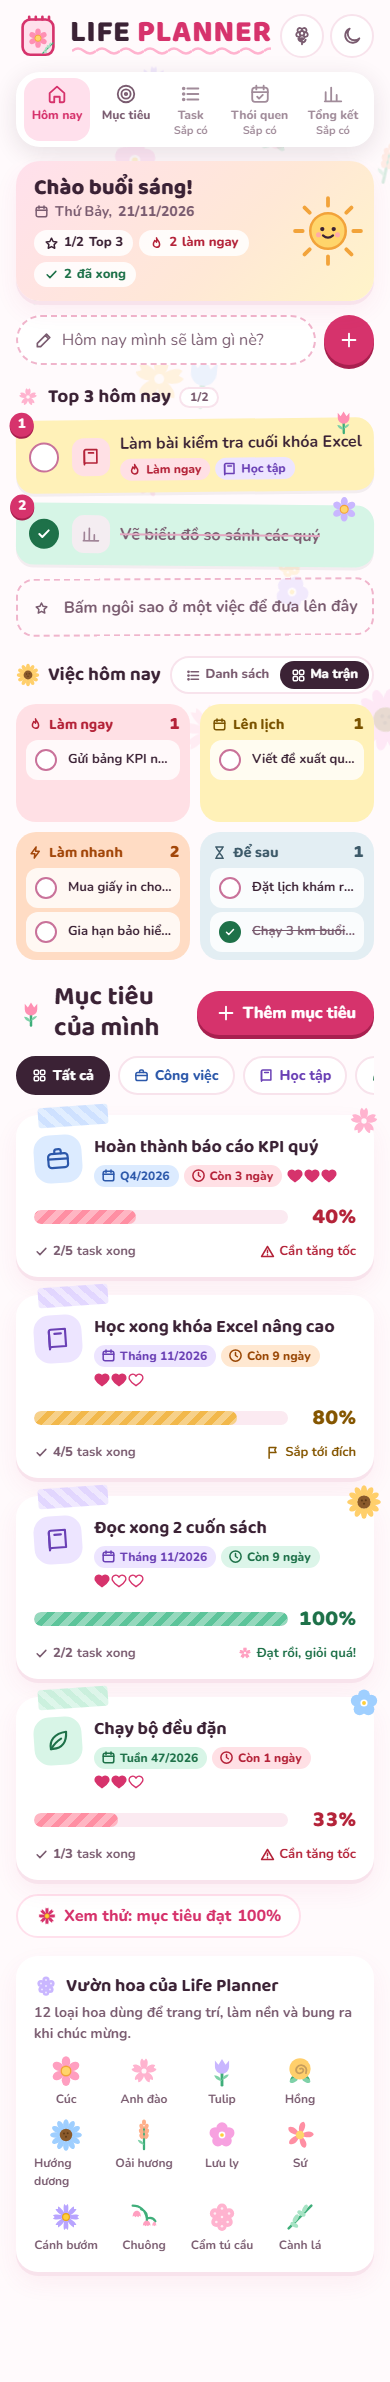 LIFE PLANNER
Hôm nay
Mục tiêu
Task
Sắp có
Thói quen
Sắp có
Tổng kết
Sắp có
Chào buổi sáng!
Thứ Bảy, 21/11/2026
1/2 Top 3
2 làm ngay
2 đã xong
Hôm nay mình sẽ làm gì nè?
Top 3 hôm nay 1/2
1
Làm bài kiểm tra cuối khóa Excel
Làm ngay Học tập
2
Vẽ biểu đồ so sánh các quý
Bấm ngôi sao ở một việc để đưa lên đây
Việc hôm nay
Danh sách
Ma trận
Làm ngay 1
Gửi bảng KPI n...
Lên lịch 1
Viết đề xuất qu...
Làm nhanh 2
Mua giấy in cho...
Gia hạn bảo hiể...
Để sau 1
Đặt lịch khám r...
Chạy 3 km buổi...
Mục tiêu
của mình
Thêm mục tiêu
Tất cả
Công việc
Học tập
Hoàn thành báo cáo KPI quý
Q4/2026 Còn 3 ngày
40%
2/5 task xong
Cần tăng tốc
Học xong khóa Excel nâng cao
Tháng 11/2026 Còn 9 ngày
80%
4/5 task xong
Sắp tới đích
Đọc xong 2 cuốn sách
Tháng 11/2026 Còn 9 ngày
100%
2/2 task xong
Đạt rồi, giỏi quá!
Chạy bộ đều đặn
Tuần 47/2026 Còn 1 ngày
33%
1/3 task xong
Cần tăng tốc
Xem thử: mục tiêu đạt 100%
Vườn hoa của Life Planner
12 loại hoa dùng để trang trí, làm nền và bung ra
khi chúc mừng.
Cúc
Anh đào
Tulip
Hồng
Hướng
dương
Oải hương
Lưu ly
Sứ
Cánh bướm
Chuông
Cẩm tú cầu
Cành lá